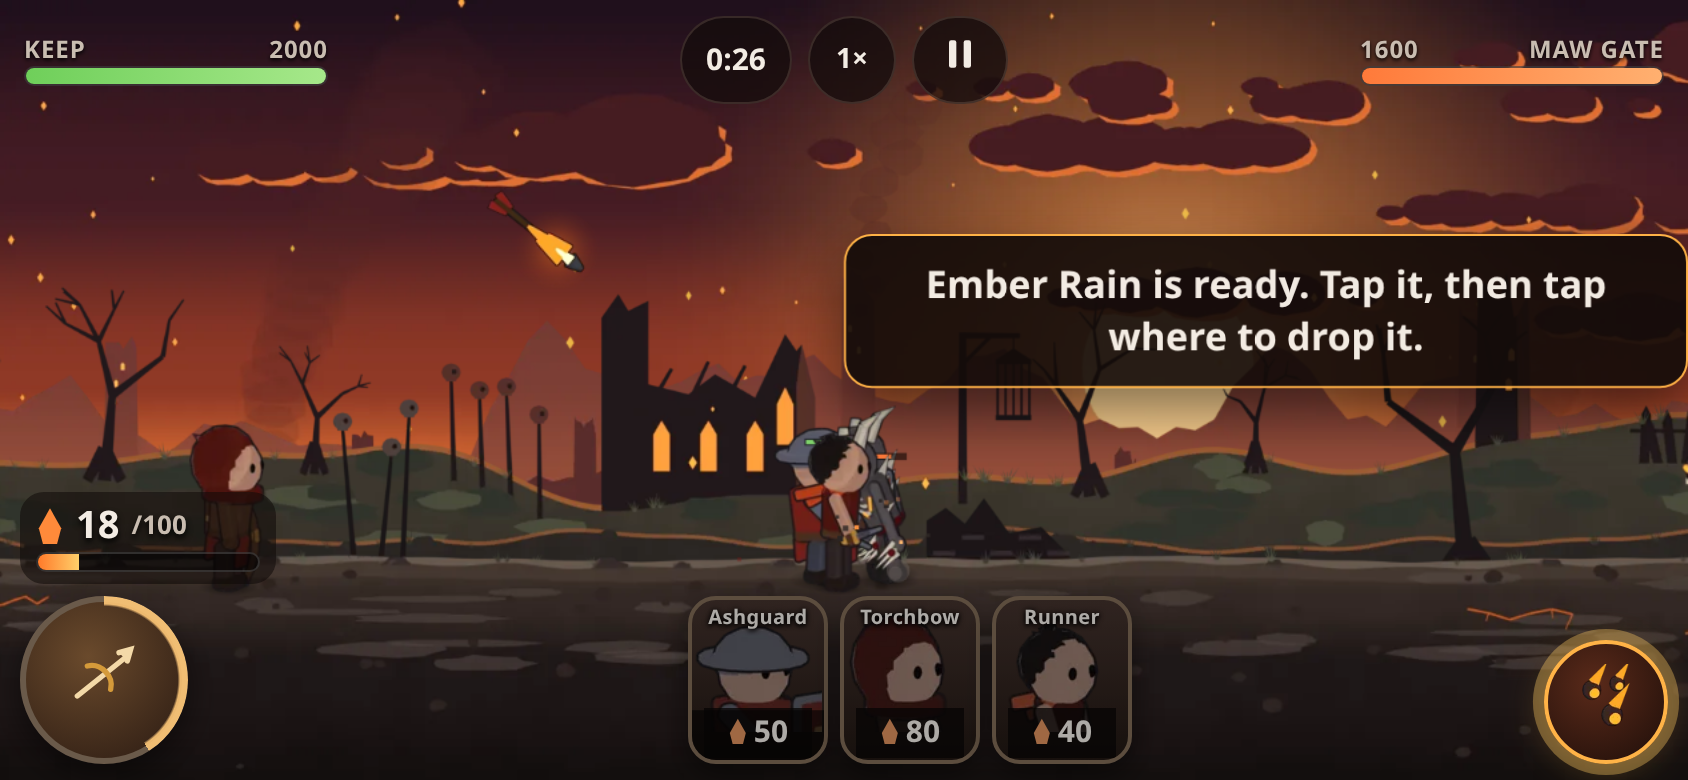 KEEP 2000
0:26
1×
1600 MAW GATE
Ember Rain is ready. Tap it, then tap
where to drop it.
18 /100
Ashguard
50
Torchbow
80
Runner
40